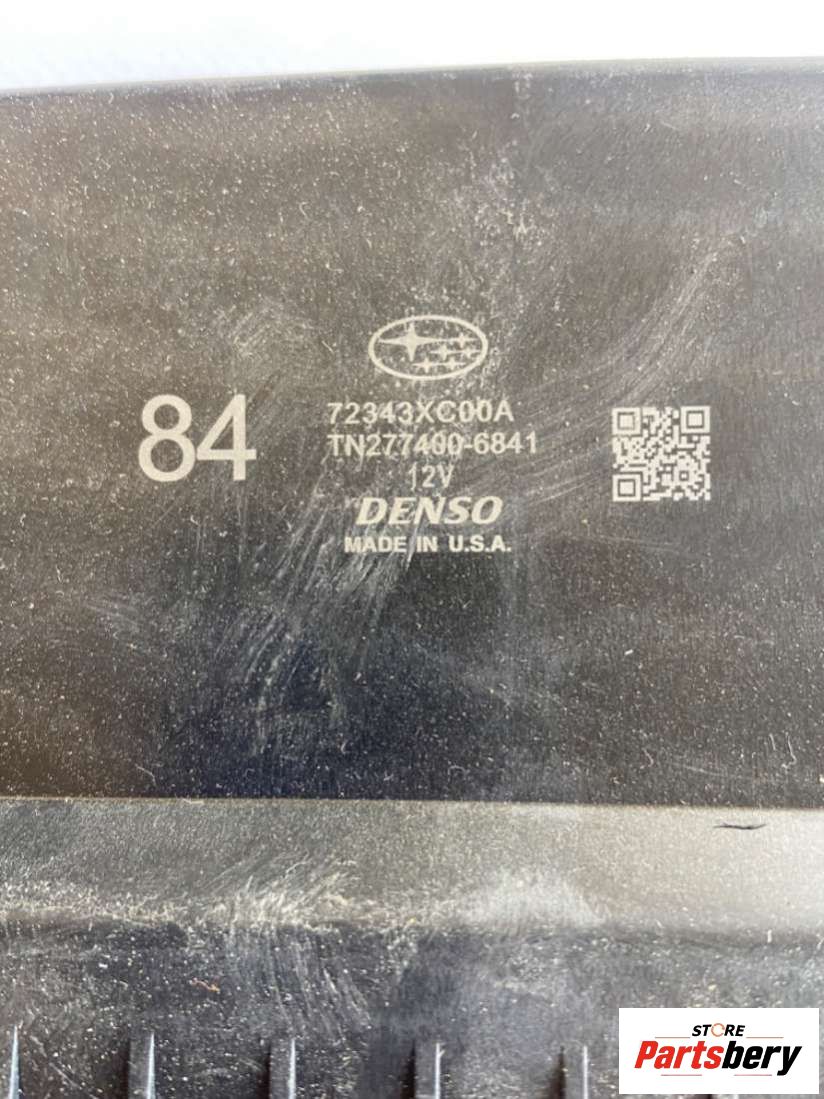 84
72343XC00A
TN277400-6841
12V
DENSO
MADE IN U.S.A.
STORE
Partsbery